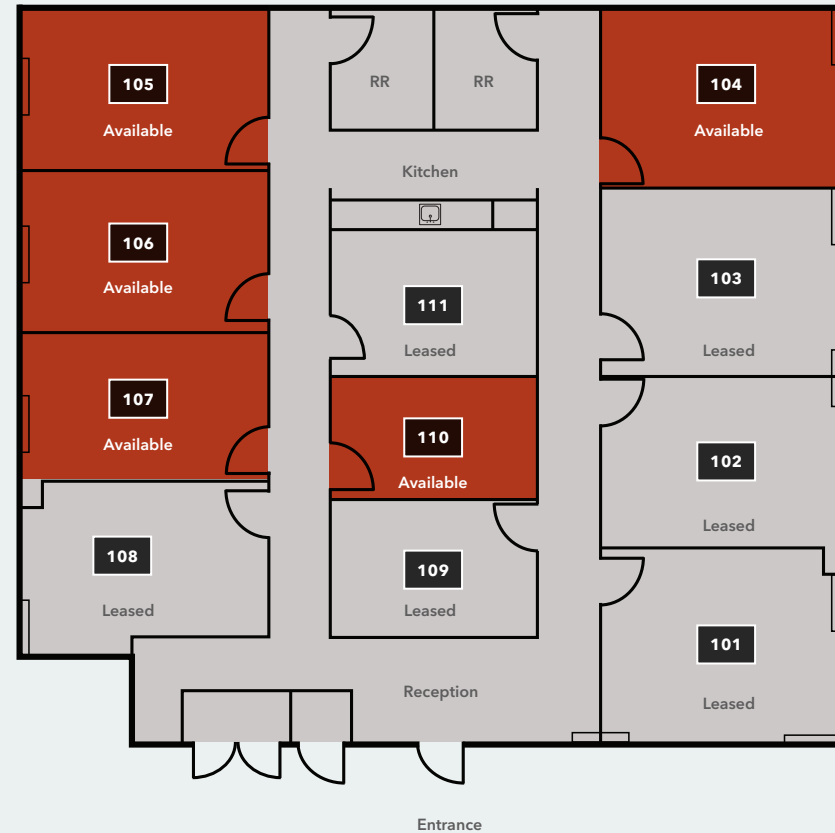 105
Available
RR
RR
104
Available
Kitchen
106
Available
111
Leased
103
Leased
107
Available
110
Available
102
Leased
108
Leased
109
Leased
101
Leased
Reception
Entrance